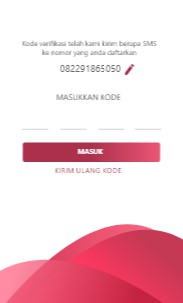 Kode verifikasi telah kami kirim berupa SMS
ke nomor yang anda daftarkan
082291865050
MASUKKAN KODE
MASUK
KIRIM ULANG KODE